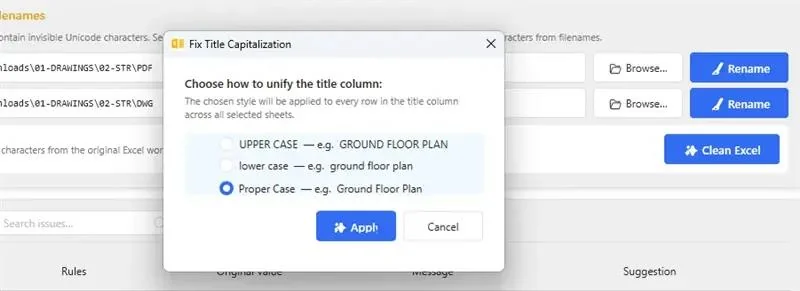 lenames
Fix Title Capitalization
ontain invisible Unicode characters. Se
aracters from filenames.
Choose how to unify the title column:
The chosen style will be applied to every row in the title column
across all selected sheets.
nloads\01-DRAWINGS\02-STR\PDF
Browse...
Rename
nloads\01-DRAWINGS\02-STR\DWG
Browse...
Rename
UPPER CASE — e.g. GROUND FLOOR PLAN
characters from the original Excel wor
Clean Excel
lower case — e.g. ground floor plan
Proper Case — e.g. Ground Floor Plan
Search issues...
Apply
Cancel
Rules
Original Value
Message
Suggestion